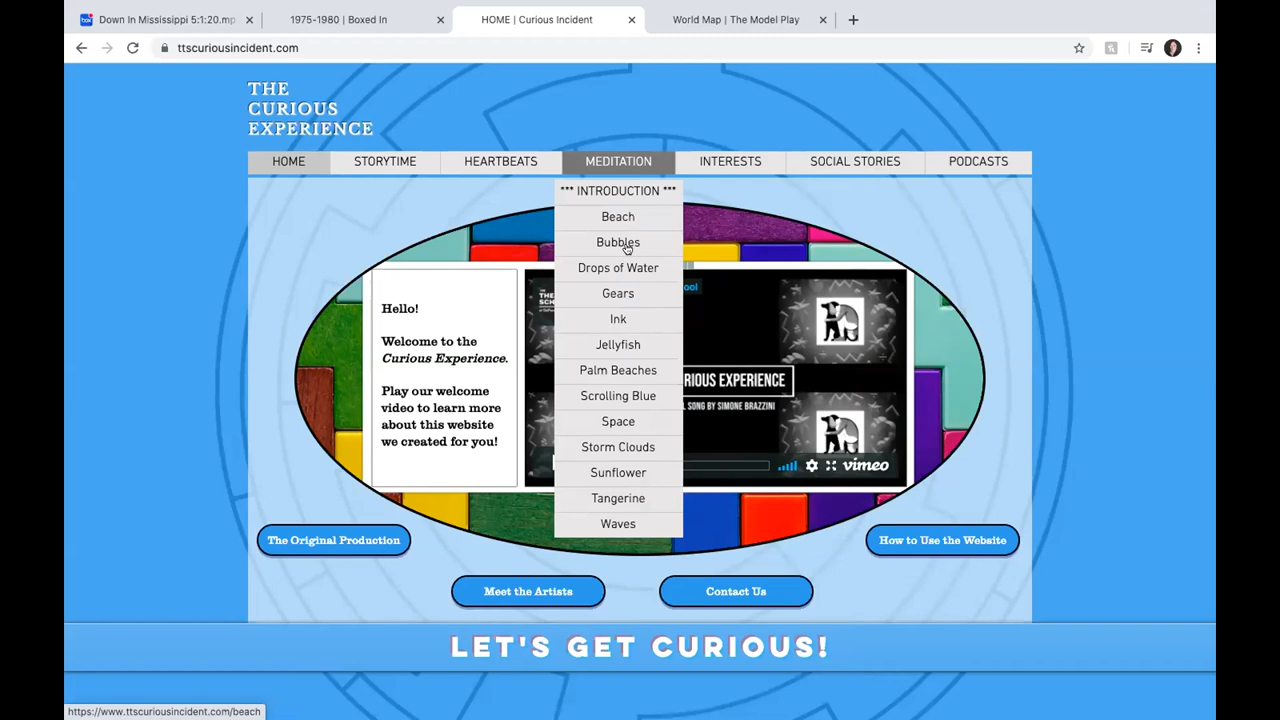 Down In Mississippi 5:1:20.mp
1975-1980 | Boxed In
HOME | Curious Incident
World Map | The Model Play
ttscuriousincident.com
THE
CURIOUS
EXPERIENCE
HOME
STORYTIME
HEARTBEATS
MEDITATION
INTERESTS
SOCIAL STORIES
PODCASTS
*** INTRODUCTION ***
Beach
Bubbles
Drops of Water
Gears
Ink
Jellyfish
Palm Beaches
Scrolling Blue
Space
Storm Clouds
Sunflower
Tangerine
Waves
Hello!
Welcome to the
Curious Experience.
Play our welcome
video to learn more
about this website
we created for you!
ool
RIOUS EXPERIENCE
L SONG BY SIMONE BRAZZINI
vimeo
The Original Production
How to Use the Website
Meet the Artists
Contact Us
LET'S GET CURIOUS!
https://www.ttscuriousincident.com/beach